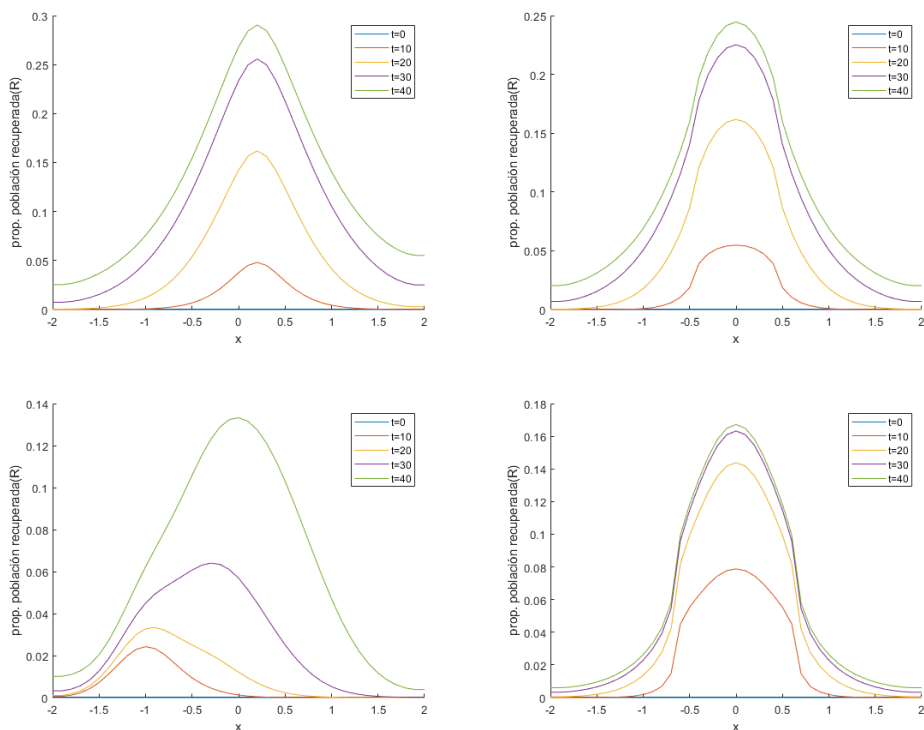 prop. población recuperada(R)
0.3
0.25
0.2
0.15
0.1
0.05
0
-2 -1.5 -1 -0.5 0 0.5 1 1.5 2
x
t=0
t=10
t=20
t=30
t=40
prop. población recuperada(R)
0.25
0.2
0.15
0.1
0.05
0
-2 -1.5 -1 -0.5 0 0.5 1 1.5 2
x
t=0
t=10
t=20
t=30
t=40
prop. población recuperada(R)
0.14
0.12
0.1
0.08
0.06
0.04
0.02
0
-2 -1.5 -1 -0.5 0 0.5 1 1.5 2
x
t=0
t=10
t=20
t=30
t=40
prop. población recuperada(R)
0.18
0.16
0.14
0.12
0.1
0.08
0.06
0.04
0.02
0
-2 -1.5 -1 -0.5 0 0.5 1 1.5 2
x
t=0
t=10
t=20
t=30
t=40